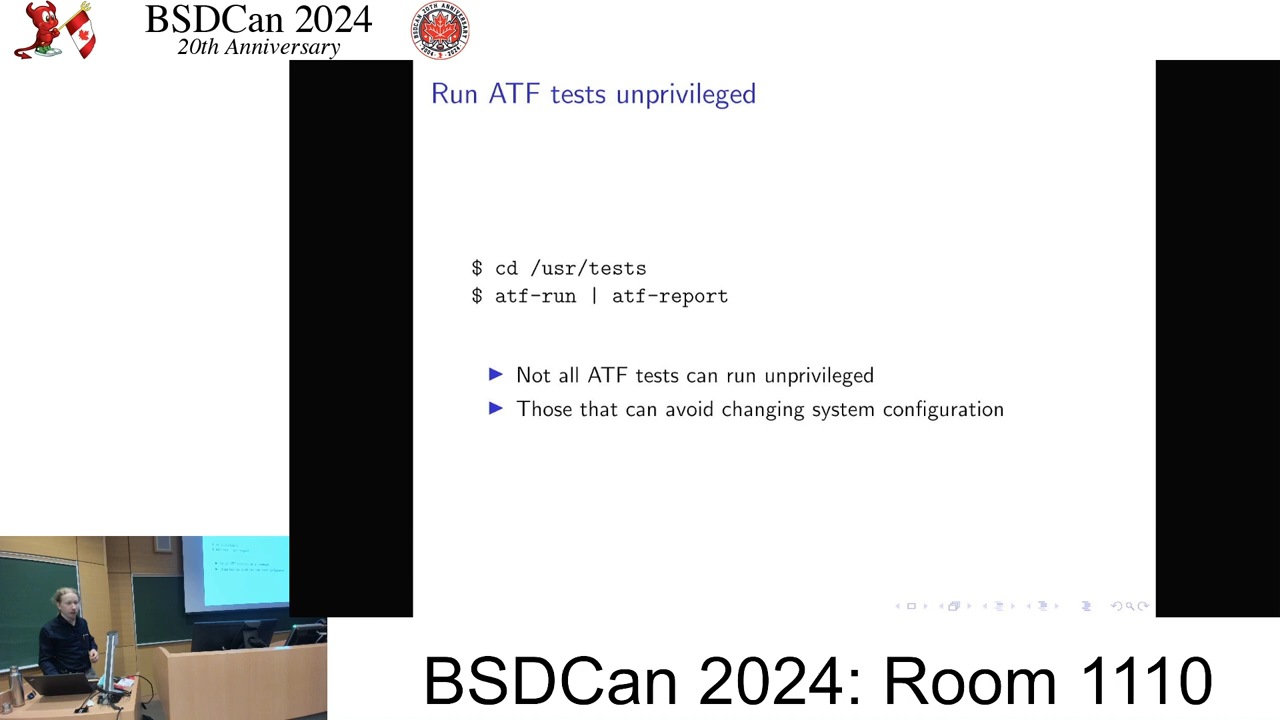 BSDCan 2024
20th Anniversary
Run ATF tests unprivileged
$ cd /usr/tests
$ atf-run | atf-report
Not all ATF tests can run unprivileged
Those that can avoid changing system configuration
BSDCan 2024: Room 1110